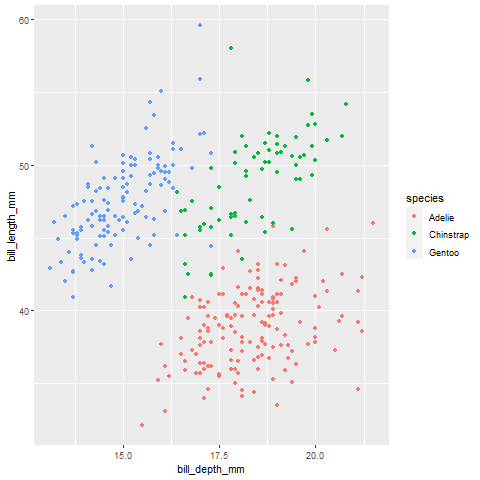 60
50
40
bill_length_mm
15.0
17.5
20.0
bill_depth_mm
species
Adelie
Chinstrap
Gentoo